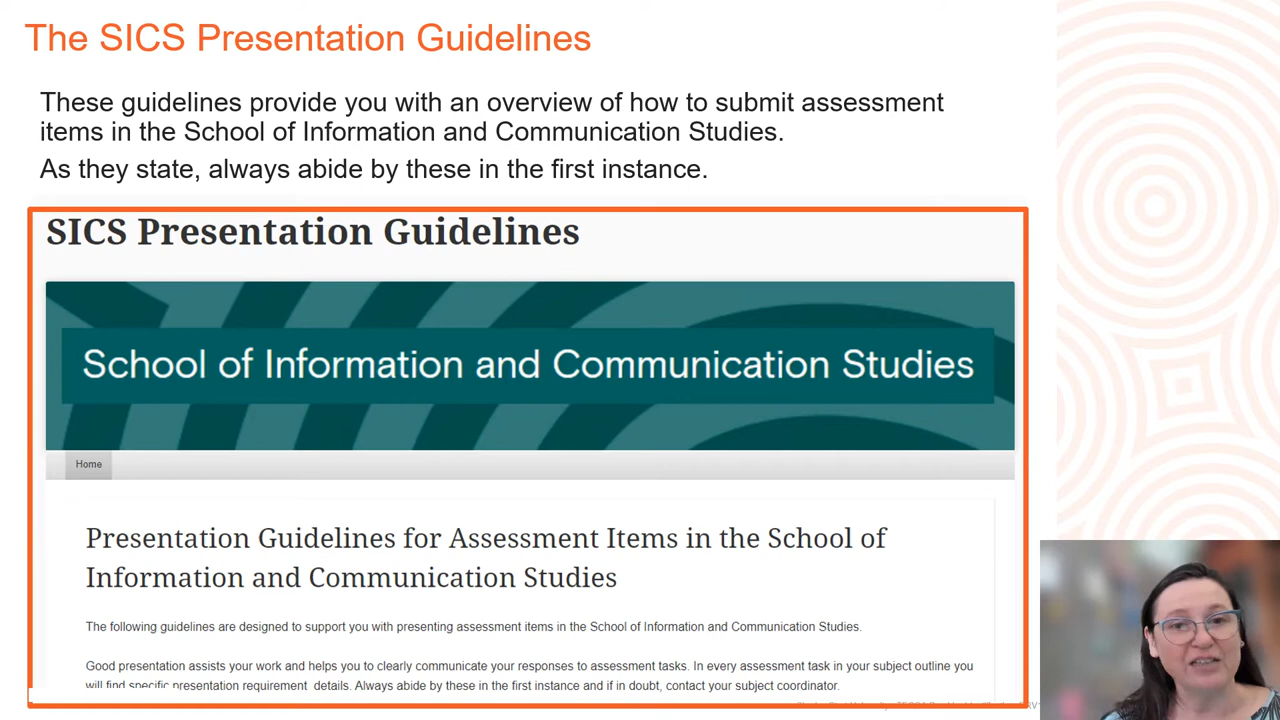 The SICS Presentation Guidelines
These guidelines provide you with an overview of how to submit assessment
items in the School of Information and Communication Studies.
As they state, always abide by these in the first instance.
SICS Presentation Guidelines
School of Information and Communication Studies
Home
Presentation Guidelines for Assessment Items in the School of
Information and Communication Studies
The following guidelines are designed to support you with presenting assessment items in the School of Information and Communication Studies.
Good presentation assists your work and helps you to clearly communicate your responses to assessment tasks. In every assessment task in your subject outline you
will find specific presentation requirement details. Always abide by these in the first instance and if in doubt, contact your subject coordinator.